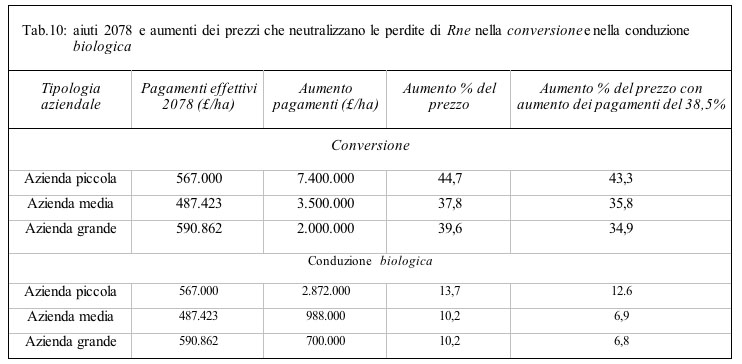 Tab.10: aiuti 2078 e aumenti dei prezzi che neutralizzano le perdite di Rne nella conversione e nella conduzione
biologica
Tipologia aziendale Pagamenti effettivi 2078 (£/ha) Aumento pagamenti (£/ha) Aumento % del prezzo Aumento % del prezzo con aumento dei pagamenti del 38,5%
Conversione
Azienda piccola 567.000 7.400.000 44,7 43,3
Azienda media 487.423 3.500.000 37,8 35,8
Azienda grande 590.862 2.000.000 39,6 34,9
Conduzione biologica
Azienda piccola 567.000 2.872.000 13,7 12.6
Azienda media 487.423 988.000 10,2 6,9
Azienda grande 590.862 700.000 10,2 6,8